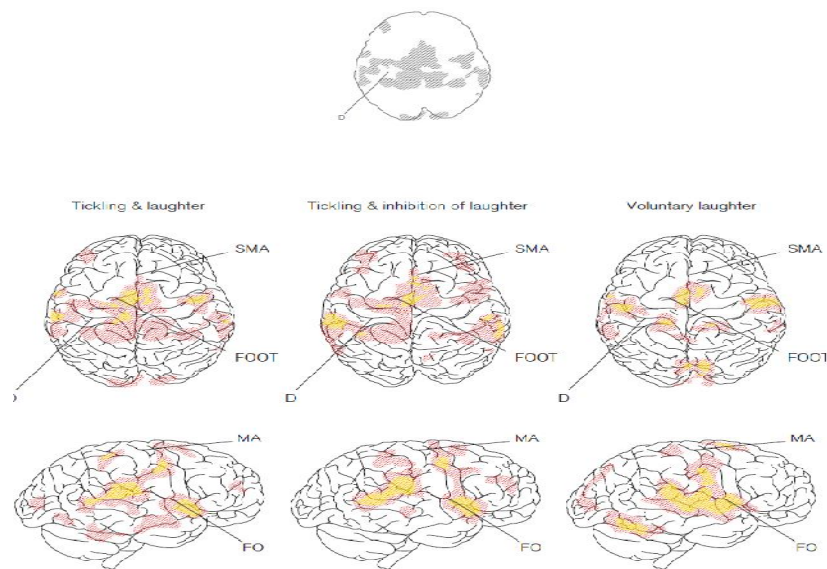 D
Tickling & laughter
Tickling & inhibition of laughter
Voluntary laughter
SMA
SMA
SMA
FOOT
FOOT
FOOT
D
D
MA
MA
MA
FO
FO
FO